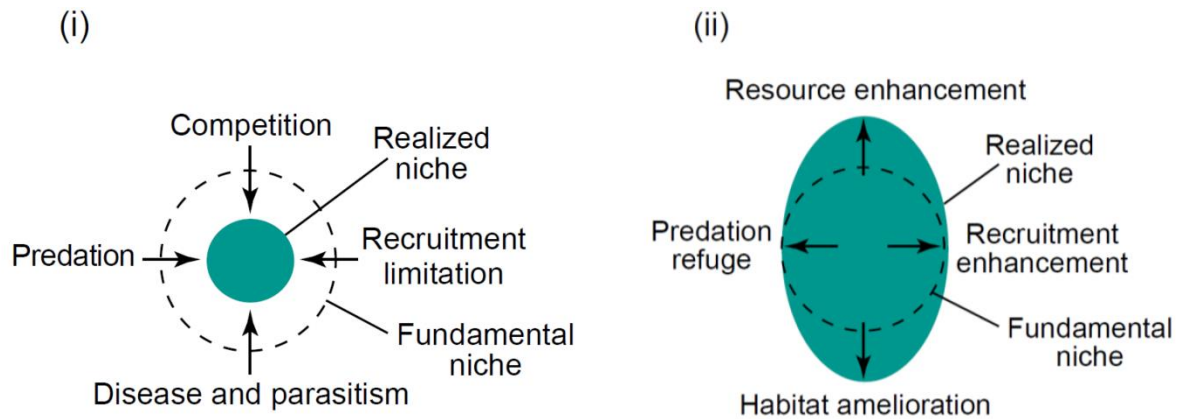 (i)
Competition
Realized
niche
Predation
Recruitment
limitation
Fundamental
niche
Disease and parasitism
(ii)
Resource enhancement
Realized
niche
Predation
refuge
Recruitment
enhancement
Fundamental
niche
Habitat amelioration